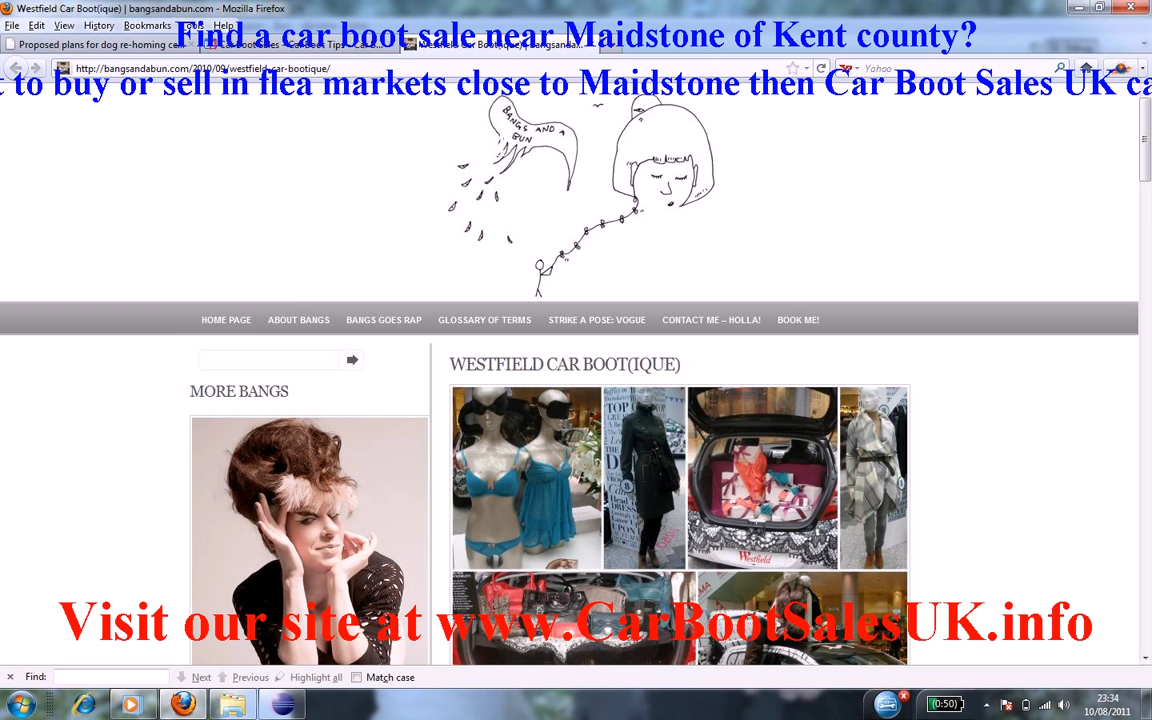 Westfield Car Boot(ique) | bangsandabun.com - Mozilla Firefox
File Edit View History Bookmarks Tools Help
Find a car boot sale near Maidstone of Kent county?
Proposed plans for dog re-homing cen...
http://bangsandabun.com/2010/09/westfield-car-bootique/
Yahoo
t to buy or sell in flea markets close to Maidstone then Car Boot Sales UK ca
BANGS AND A
BUN
HOME PAGE ABOUT BANGS BANGS GOES RAP GLOSSARY OF TERMS STRIKE A POSE: VOGUE CONTACT ME – HOLLA! BOOK ME!
WESTFIELD CAR BOOT(IQUE)
MORE BANGS
Westfield
Visit our site at www.CarBootSalesUK.info
Find: Next Previous Highlight all Match case
(0:50)
23:34
10/08/2011